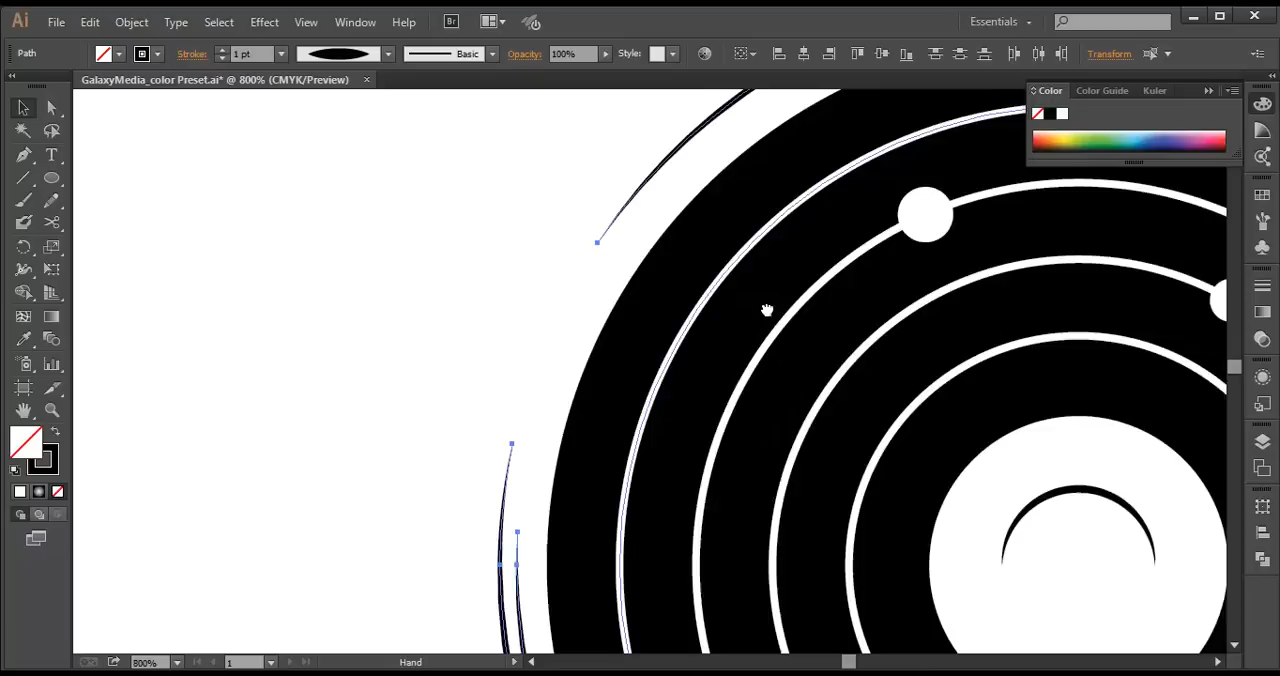 Ai File Edit Object Type Select Effect View Window Help Br Essentials
Path Stroke: 1 pt Basic Opacity: 100% Style: Transform
GalaxyMedia_color Preset.ai* @ 800% (CMYK/Preview)
Color Color Guide Kuler
800% 1 Hand